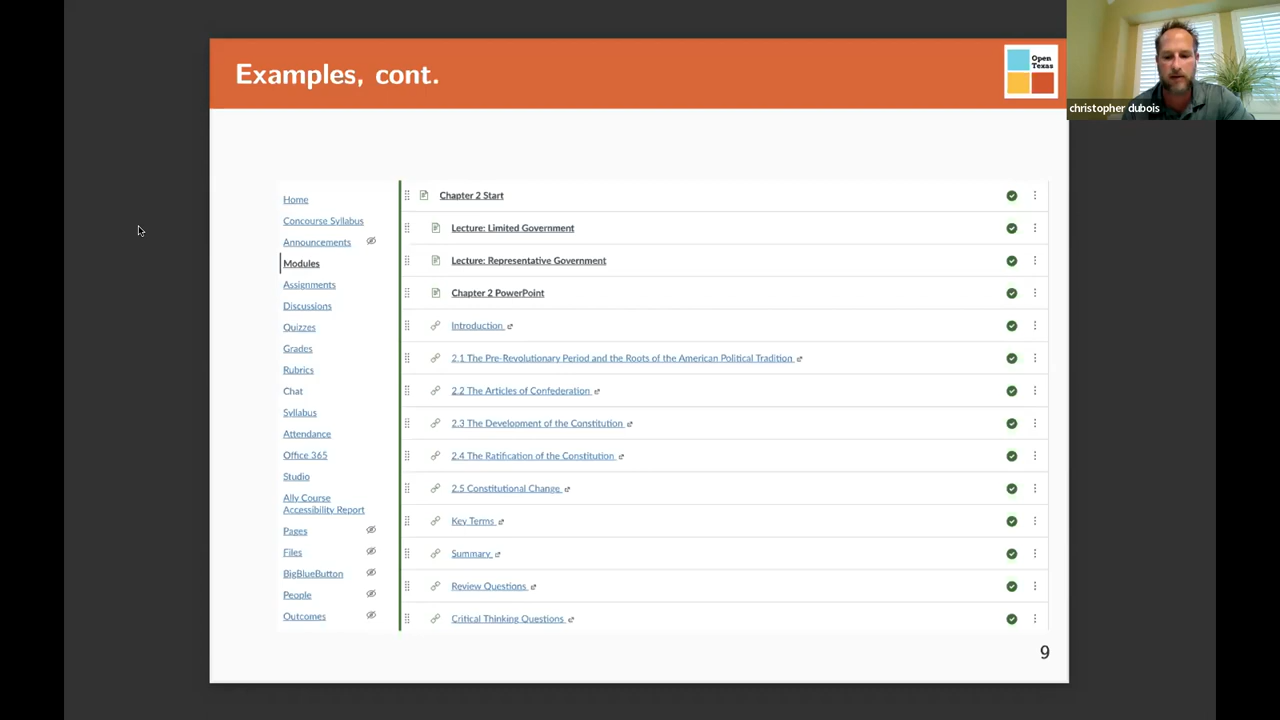 Examples, cont.
Open
Texas
christopher dubois
Home
Concourse Syllabus
Announcements
Modules
Assignments
Discussions
Quizzes
Grades
Rubrics
Chat
Syllabus
Attendance
Office 365
Studio
Ally Course
Accessibility Report
Pages
Files
BigBlueButton
People
Outcomes
Chapter 2 Start
Lecture: Limited Government
Lecture: Representative Government
Chapter 2 PowerPoint
Introduction
2.1 The Pre-Revolutionary Period and the Roots of the American Political Tradition
2.2 The Articles of Confederation
2.3 The Development of the Constitution
2.4 The Ratification of the Constitution
2.5 Constitutional Change
Key Terms
Summary
Review Questions
Critical Thinking Questions
9